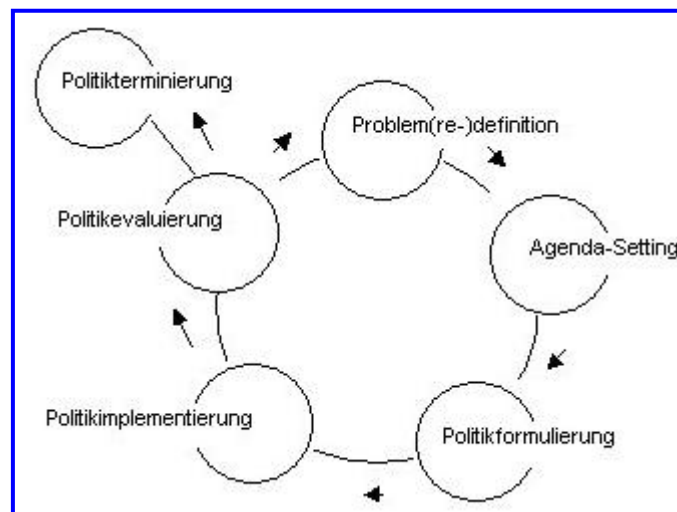 Politikterminierung
Problem(re-)definition
Politikevaluierung
Agenda-Setting
Politikimplementierung
Politikformulierung